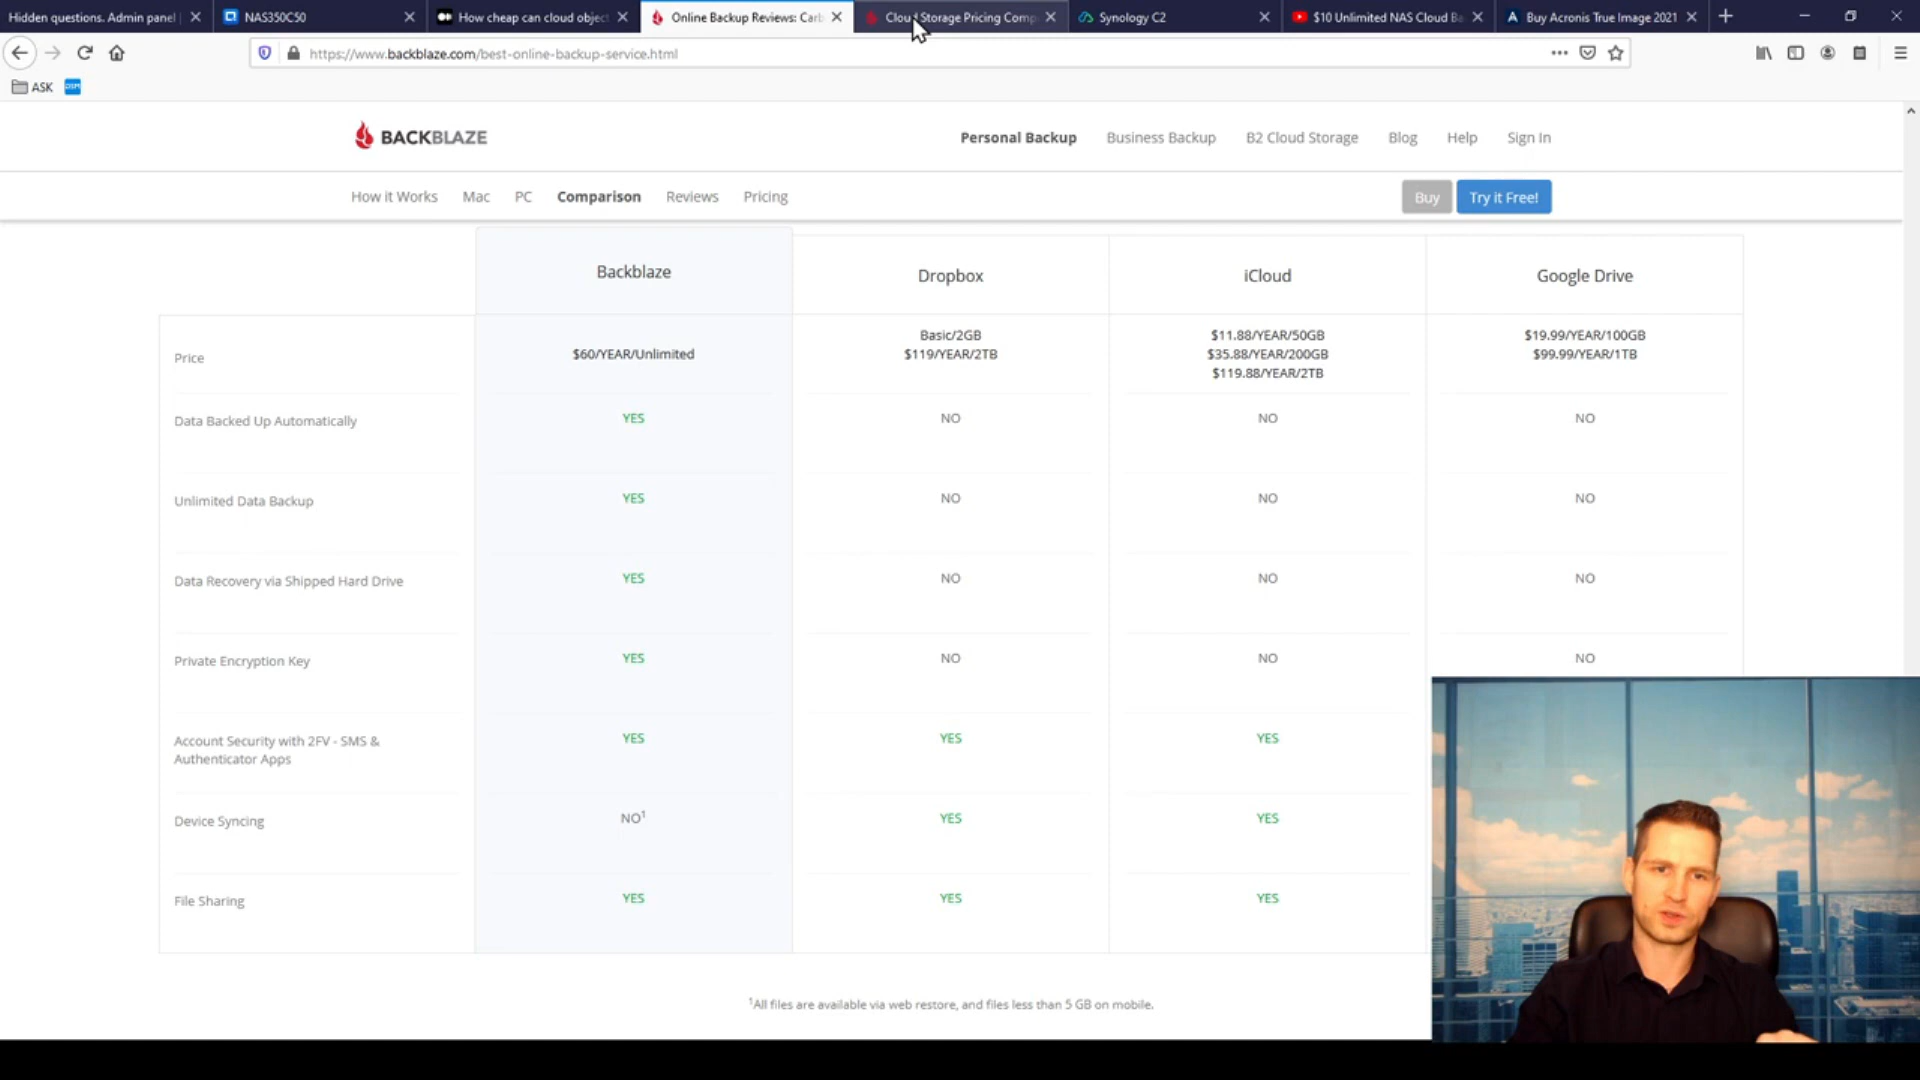 Hidden questions. Admin panel
NAS350C50
How cheap can cloud objec
Online Backup Reviews: Carb
Cloud Storage Pricing Comp
Synology C2
$10 Unlimited NAS Cloud Ba
Buy Acronis True Image 2021
https://www.backblaze.com/best-online-backup-service.html
ASK
DSM
BACKBLAZE
Personal Backup
Business Backup
B2 Cloud Storage
Blog
Help
Sign In
How it Works
Mac
PC
Comparison
Reviews
Pricing
Buy
Try it Free!
Backblaze
Dropbox
iCloud
Google Drive
Price
$60/YEAR/Unlimited
Basic/2GB
$119/YEAR/2TB
$11.88/YEAR/50GB
$35.88/YEAR/200GB
$119.88/YEAR/2TB
$19.99/YEAR/100GB
$99.99/YEAR/1TB
Data Backed Up Automatically
YES
NO
NO
NO
Unlimited Data Backup
YES
NO
NO
NO
Data Recovery via Shipped Hard Drive
YES
NO
NO
NO
Private Encryption Key
YES
NO
NO
NO
Account Security with 2FV - SMS &
Authenticator Apps
YES
YES
YES
Device Syncing
NO1
YES
YES
File Sharing
YES
YES
YES
1All files are available via web restore, and files less than 5 GB on mobile.